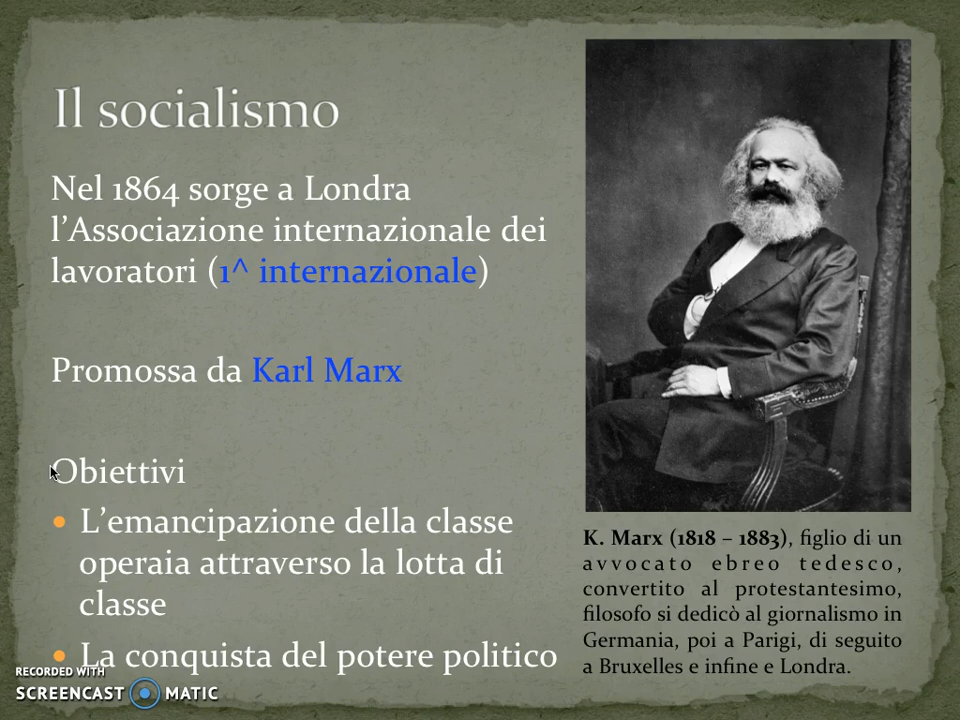 Il socialismo
Nel 1864 sorge a Londra
l’Associazione internazionale dei
lavoratori (1^ internazionale)
Promossa da Karl Marx
Obiettivi
• L’emancipazione della classe
operaia attraverso la lotta di
classe
• La conquista del potere politico
K. Marx (1818 – 1883), figlio di un
avvocato ebreo tedesco,
convertito al protestantesimo,
filosofo si dedicò al giornalismo in
Germania, poi a Parigi, di seguito
a Bruxelles e infine e Londra.
RECORDED WITH
SCREENCAST MATIC